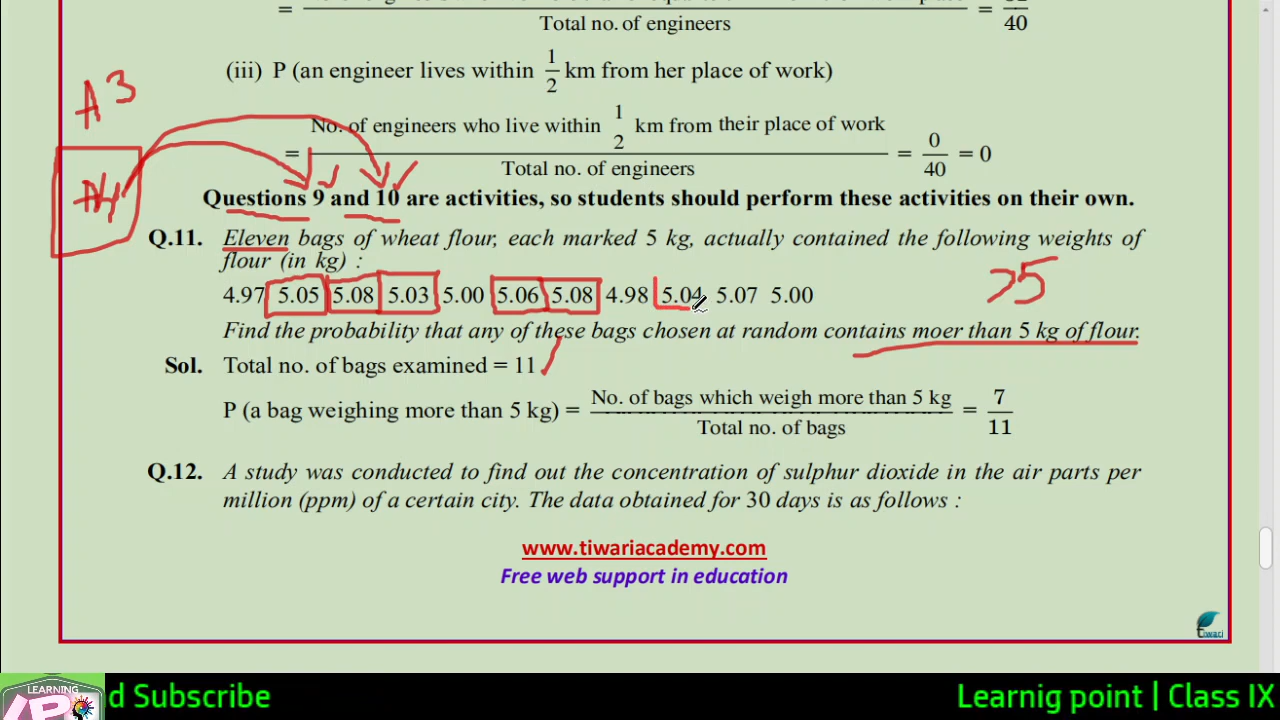 Total no. of engineers = 40
(iii) P (an engineer lives within 1/2 km from her place of work)
= No. of engineers who live within 1/2 km from their place of work / Total no. of engineers = 0/40 = 0
A 3
A4
Questions 9 and 10 are activities, so students should perform these activities on their own.
Q.11. Eleven bags of wheat flour, each marked 5 kg, actually contained the following weights of
flour (in kg) :
4.97 5.05 5.08 5.03 5.00 5.06 5.08 4.98 5.04 5.07 5.00
>5
Find the probability that any of these bags chosen at random contains moer than 5 kg of flour.
Sol. Total no. of bags examined = 11
P (a bag weighing more than 5 kg) = No. of bags which weigh more than 5 kg / Total no. of bags = 7/11
Q.12. A study was conducted to find out the concentration of sulphur dioxide in the air parts per
million (ppm) of a certain city. The data obtained for 30 days is as follows :
www.tiwariacademy.com
Free web support in education
Tiwari
LEARNING
d Subscribe
Learnig point | Class IX